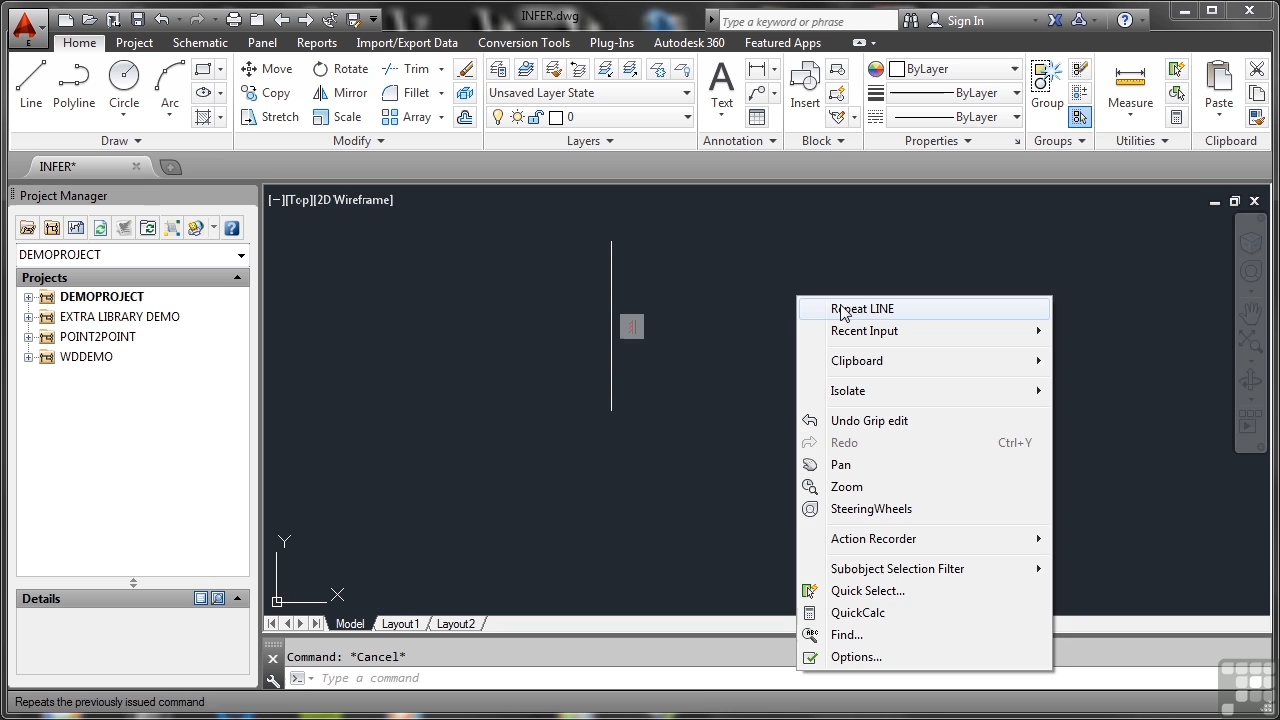 INFER.dwg
Type a keyword or phrase
Sign In
E
Home
Project
Schematic
Panel
Reports
Import/Export Data
Conversion Tools
Plug-Ins
Autodesk 360
Featured Apps
Line
Polyline
Circle
Arc
Move
Rotate
Trim
Copy
Mirror
Fillet
Stretch
Scale
Array
Unsaved Layer State
0
Text
Insert
ByLayer
ByLayer
ByLayer
Group
Measure
Paste
Draw
Modify
Layers
Annotation
Block
Properties
Groups
Utilities
Clipboard
INFER*
Project Manager
DEMOPROJECT
Projects
DEMOPROJECT
EXTRA LIBRARY DEMO
POINT2POINT
WDDEMO
Details
[−][Top][2D Wireframe]
Y
X
Repeat LINE
Recent Input
Clipboard
Isolate
Undo Grip edit
Redo Ctrl+Y
Pan
Zoom
SteeringWheels
Action Recorder
Subobject Selection Filter
Quick Select...
QuickCalc
Find...
Options...
Model
Layout1
Layout2
Command: *Cancel*
Type a command
Repeats the previously issued command